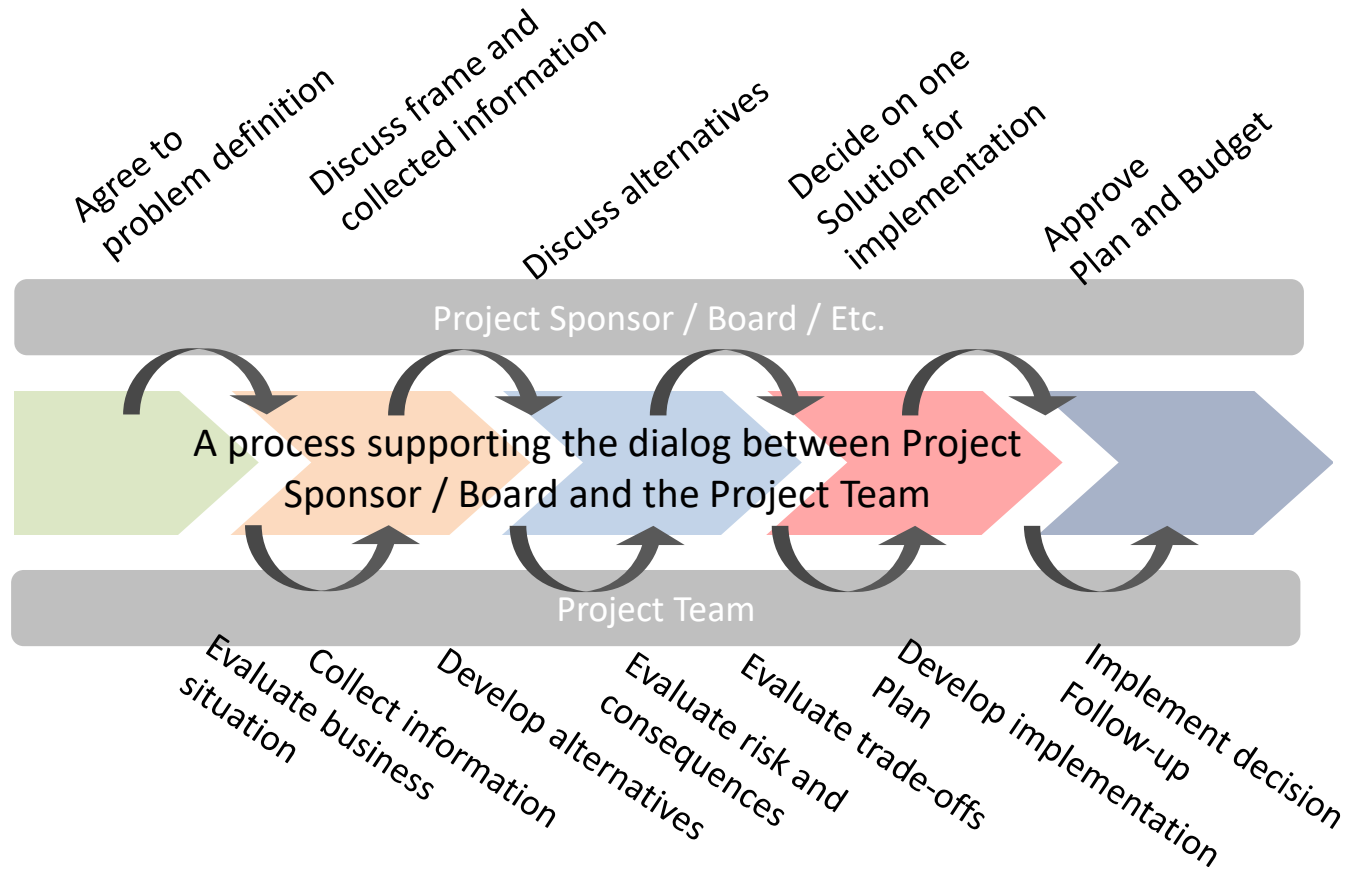 Agree to
problem definition
Discuss frame and
collected information
Discuss alternatives
Decide on one
Solution for
implementation
Approve
Plan and Budget
Project Sponsor / Board / Etc.
A process supporting the dialog between Project
Sponsor / Board and the Project Team
Project Team
Evaluate business
situation
Collect information
Develop alternatives
Evaluate risk and
consequences
Evaluate trade-offs
Develop implementation
Plan
Implement decision
Follow-up